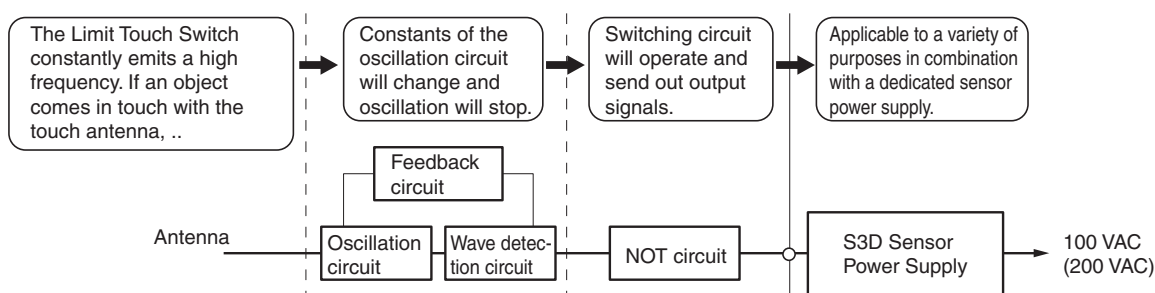 The Limit Touch Switch
constantly emits a high
frequency. If an object
comes in touch with the
touch antenna, ..
Constants of the
oscillation circuit
will change and
oscillation will stop.
Switching circuit
will operate and
send out output
signals.
Applicable to a variety of
purposes in combination
with a dedicated sensor
power supply.
Feedback
circuit
Antenna
Oscillation
circuit
Wave detec-
tion circuit
NOT circuit
S3D Sensor
Power Supply
100 VAC
(200 VAC)